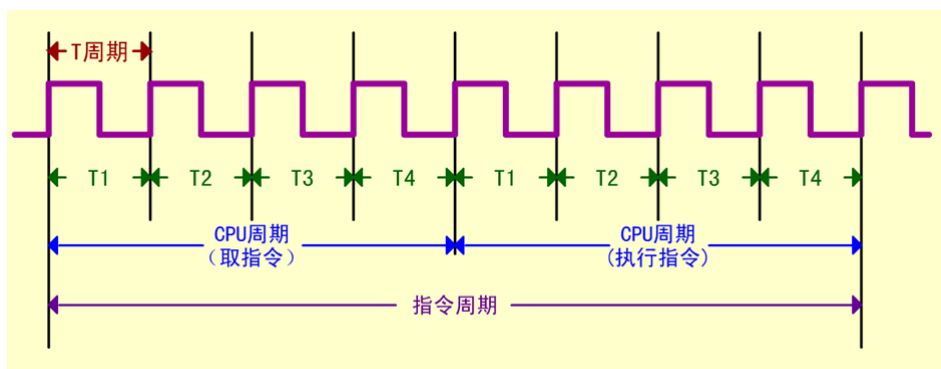 T周期
T1 T2 T3 T4 T1 T2 T3 T4
CPU周期 CPU周期
（取指令） (执行指令)
指令周期